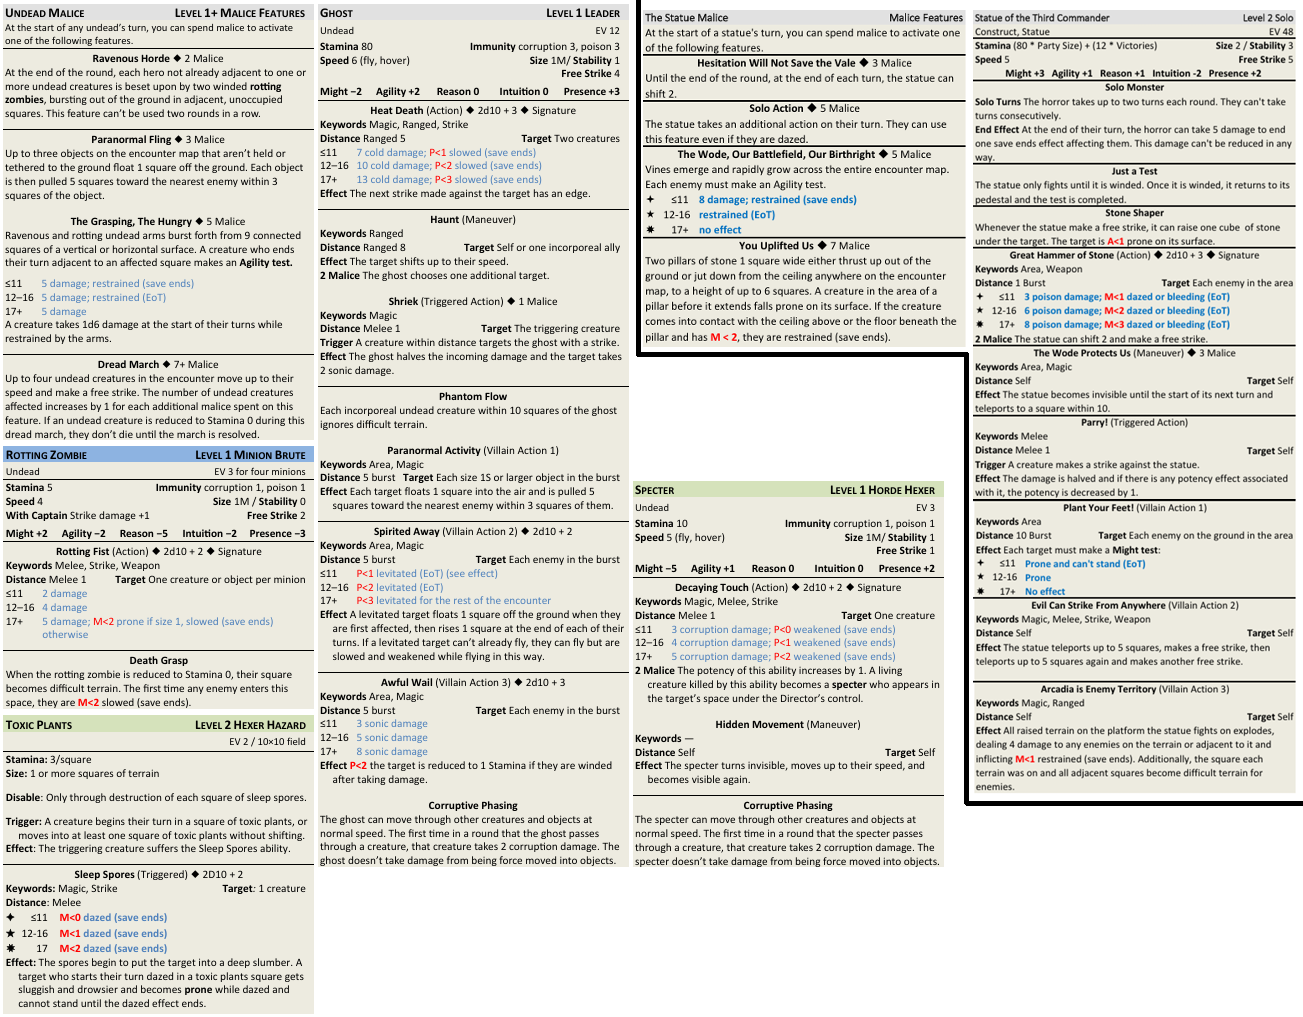 UNDEAD MALICE LEVEL 1+ MALICE FEATURES
At the start of any undead’s turn, you can spend malice to activate
one of the following features.
Ravenous Horde ◆ 2 Malice
At the end of the round, each hero not already adjacent to one or
more undead creatures is beset upon by two winded rotting
zombies, bursting out of the ground in adjacent, unoccupied
squares. This feature can’t be used two rounds in a row.
Paranormal Fling ◆ 3 Malice
Up to three objects on the encounter map that aren’t held or
tethered to the ground float 1 square off the ground. Each object
is then pulled 5 squares toward the nearest enemy within 3
squares of the object.
The Grasping, The Hungry ◆ 5 Malice
Ravenous and rotting undead arms burst forth from 9 connected
squares of a vertical or horizontal surface. A creature who ends
their turn adjacent to an affected square makes an Agility test.
≤11 5 damage; restrained (save ends)
12–16 5 damage; restrained (EoT)
17+ 5 damage
A creature takes 1d6 damage at the start of their turns while
restrained by the arms.
Dread March ◆ 7+ Malice
Up to four undead creatures in the encounter move up to their
speed and make a free strike. The number of undead creatures
affected increases by 1 for each additional malice spent on this
feature. If an undead creature is reduced to Stamina 0 during this
dread march, they don’t die until the march is resolved.
ROTTING ZOMBIE LEVEL 1 MINION BRUTE
Undead EV 3 for four minions
Stamina 5 Immunity corruption 1, poison 1
Speed 4 Size 1M / Stability 0
With Captain Strike damage +1 Free Strike 2
Might +2 Agility −2 Reason −5 Intuition −2 Presence −3
Rotting Fist (Action) ◆ 2d10 + 2 ◆ Signature
Keywords Melee, Strike, Weapon
Distance Melee 1 Target One creature or object per minion
≤11 2 damage
12–16 4 damage
17+ 5 damage; M<2 prone if size 1, slowed (save ends)
otherwise
Death Grasp
When the rotting zombie is reduced to Stamina 0, their square
becomes difficult terrain. The first time any enemy enters this
space, they are M<2 slowed (save ends).
TOXIC PLANTS LEVEL 2 HEXER HAZARD
EV 2 / 10×10 field
Stamina: 3/square
Size: 1 or more squares of terrain
Disable: Only through destruction of each square of sleep spores.
Trigger: A creature begins their turn in a square of toxic plants, or
moves into at least one square of toxic plants without shifting.
Effect: The triggering creature suffers the Sleep Spores ability.
Sleep Spores (Triggered) ◆ 2D10 + 2
Keywords: Magic, Strike Target: 1 creature
Distance: Melee
✦ ≤11 M<0 dazed (save ends)
★ 12-16 M<1 dazed (save ends)
✸ 17 M<2 dazed (save ends)
Effect: The spores begin to put the target into a deep slumber. A
target who starts their turn dazed in a toxic plants square gets
sluggish and drowsier and becomes prone while dazed and
cannot stand until the dazed effect ends.
GHOST LEVEL 1 LEADER
Undead EV 12
Stamina 80 Immunity corruption 3, poison 3
Speed 6 (fly, hover) Size 1M/ Stability 1
Free Strike 4
Might −2 Agility +2 Reason 0 Intuition 0 Presence +3
Heat Death (Action) ◆ 2d10 + 3 ◆ Signature
Keywords Magic, Ranged, Strike
Distance Ranged 5 Target Two creatures
≤11 7 cold damage; P<1 slowed (save ends)
12–16 10 cold damage; P<2 slowed (save ends)
17+ 13 cold damage; P<3 slowed (save ends)
Effect The next strike made against the target has an edge.
Haunt (Maneuver)
Keywords Ranged
Distance Ranged 8 Target Self or one incorporeal ally
Effect The target shifts up to their speed.
2 Malice The ghost chooses one additional target.
Shriek (Triggered Action) ◆ 1 Malice
Keywords Magic
Distance Melee 1 Target The triggering creature
Trigger A creature within distance targets the ghost with a strike.
Effect The ghost halves the incoming damage and the target takes
2 sonic damage.
Phantom Flow
Each incorporeal undead creature within 10 squares of the ghost
ignores difficult terrain.
Paranormal Activity (Villain Action 1)
Keywords Area, Magic
Distance 5 burst Target Each size 1S or larger object in the burst
Effect Each target floats 1 square into the air and is pulled 5
squares toward the nearest enemy within 3 squares of them.
Spirited Away (Villain Action 2) ◆ 2d10 + 2
Keywords Area, Magic
Distance 5 burst Target Each enemy in the burst
≤11 P<1 levitated (EoT) (see effect)
12–16 P<2 levitated (EoT)
17+ P<3 levitated for the rest of the encounter
Effect A levitated target floats 1 square off the ground when they
are first affected, then rises 1 square at the end of each of their
turns. If a levitated target can’t already fly, they can fly but are
slowed and weakened while flying in this way.
Awful Wail (Villain Action 3) ◆ 2d10 + 3
Keywords Area, Magic
Distance 5 burst Target Each enemy in the burst
≤11 3 sonic damage
12–16 5 sonic damage
17+ 8 sonic damage
Effect P<2 the target is reduced to 1 Stamina if they are winded
after taking damage.
Corruptive Phasing
The ghost can move through other creatures and objects at
normal speed. The first time in a round that the ghost passes
through a creature, that creature takes 2 corruption damage. The
ghost doesn’t take damage from being force moved into objects.
The Statue Malice Malice Features
At the start of a statue's turn, you can spend malice to activate one
of the following features.
Hesitation Will Not Save the Vale ◆ 3 Malice
Until the end of the round, at the end of each turn, the statue can
shift 2.
Solo Action ◆ 5 Malice
The statue takes an additional action on their turn. They can use
this feature even if they are dazed.
The Wode, Our Battlefield, Our Birthright ◆ 5 Malice
Vines emerge and rapidly grow across the entire encounter map.
Each enemy must make an Agility test.
✦ ≤11 8 damage; restrained (save ends)
★ 12-16 restrained (EoT)
✸ 17+ no effect
You Uplifted Us ◆ 7 Malice
Two pillars of stone 1 square wide either thrust up out of the
ground or jut down from the ceiling anywhere on the encounter
map, to a height of up to 6 squares. A creature in the area of a
pillar before it extends falls prone on its surface. If the creature
comes into contact with the ceiling above or the floor beneath the
pillar and has M < 2, they are restrained (save ends).
SPECTER LEVEL 1 HORDE HEXER
Undead EV 3
Stamina 10 Immunity corruption 1, poison 1
Speed 5 (fly, hover) Size 1M/ Stability 1
Free Strike 1
Might −5 Agility +1 Reason 0 Intuition 0 Presence +2
Decaying Touch (Action) ◆ 2d10 + 2 ◆ Signature
Keywords Magic, Melee, Strike
Distance Melee 1 Target One creature
≤11 3 corruption damage; P<0 weakened (save ends)
12–16 4 corruption damage; P<1 weakened (save ends)
17+ 5 corruption damage; P<2 weakened (save ends)
2 Malice The potency of this ability increases by 1. A living
creature killed by this ability becomes a specter who appears in
the target’s space under the Director’s control.
Hidden Movement (Maneuver)
Keywords —
Distance Self Target Self
Effect The specter turns invisible, moves up to their speed, and
becomes visible again.
Corruptive Phasing
The specter can move through other creatures and objects at
normal speed. The first time in a round that the specter passes
through a creature, that creature takes 2 corruption damage. The
specter doesn’t take damage from being force moved into objects.
Statue of the Third Commander Level 2 Solo
Construct, Statue EV 48
Stamina (80 * Party Size) + (12 * Victories) Size 2 / Stability 3
Speed 5 Free Strike 5
Might +3 Agility +1 Reason +1 Intuition -2 Presence +2
Solo Monster
Solo Turns The horror takes up to two turns each round. They can't take
turns consecutively.
End Effect At the end of their turn, the horror can take 5 damage to end
one save ends effect affecting them. This damage can't be reduced in any
way.
Just a Test
The statue only fights until it is winded. Once it is winded, it returns to its
pedestal and the test is completed.
Stone Shaper
Whenever the statue make a free strike, it can raise one cube of stone
under the target. The target is A<1 prone on its surface.
Great Hammer of Stone (Action) ◆ 2d10 + 3 ◆ Signature
Keywords Area, Weapon
Distance 1 Burst Target Each enemy in the area
✦ ≤11 3 poison damage; M<1 dazed or bleeding (EoT)
★ 12-16 6 poison damage; M<2 dazed or bleeding (EoT)
✸ 17+ 8 poison damage; M<3 dazed or bleeding (EoT)
2 Malice The statue can shift 2 and make a free strike.
The Wode Protects Us (Maneuver) ◆ 3 Malice
Keywords Area, Magic
Distance Self Target Self
Effect The statue becomes invisible until the start of its next turn and
teleports to a square within 10.
Parry! (Triggered Action)
Keywords Melee
Distance Melee 1 Target Self
Trigger A creature makes a strike against the statue.
Effect The damage is halved and if there is any potency effect associated
with it, the potency is decreased by 1.
Plant Your Feet! (Villain Action 1)
Keywords Area
Distance 10 Burst Target Each enemy on the ground in the area
Effect Each target must make a Might test:
✦ ≤11 Prone and can't stand (EoT)
★ 12-16 Prone
✸ 17+ No effect
Evil Can Strike From Anywhere (Villain Action 2)
Keywords Magic, Melee, Strike, Weapon
Distance Self Target Self
Effect The statue teleports up to 5 squares, makes a free strike, then
teleports up to 5 squares again and makes another free strike.
Arcadia is Enemy Territory (Villain Action 3)
Keywords Magic, Ranged
Distance Self Target Self
Effect All raised terrain on the platform the statue fights on explodes,
dealing 4 damage to any enemies on the terrain or adjacent to it and
inflicting M<1 restrained (save ends). Additionally, the square each
terrain was on and all adjacent squares become difficult terrain for
enemies.